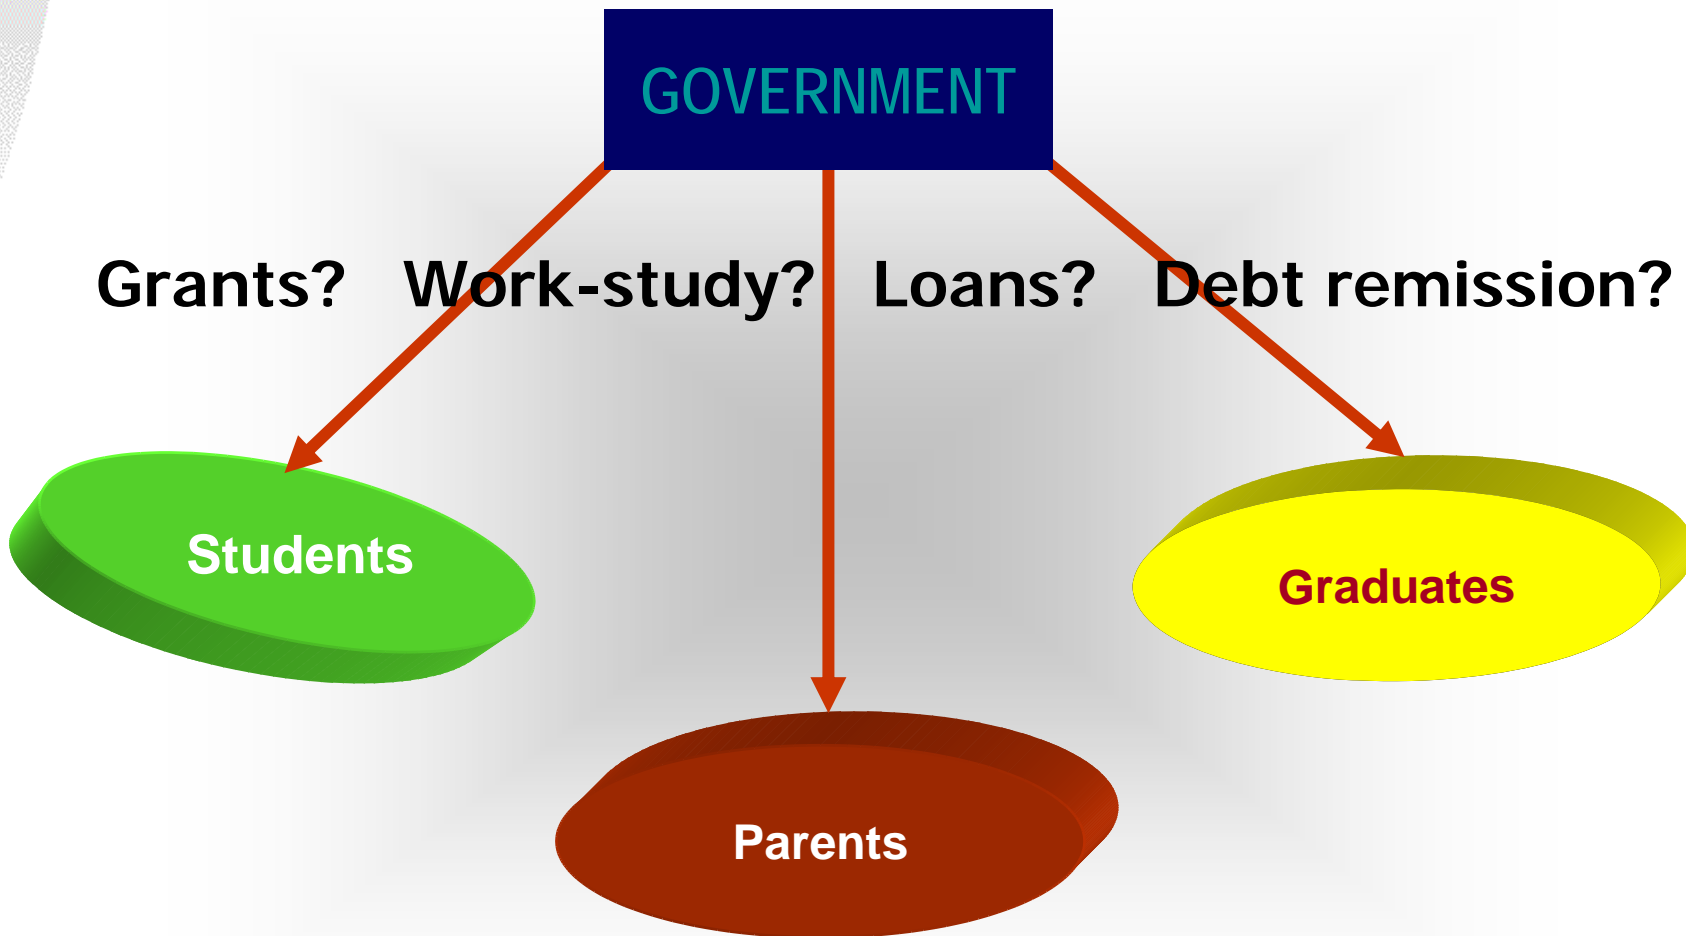 GOVERNMENT
Grants? Work-study? Loans? Debt remission?
Students
Graduates
Parents